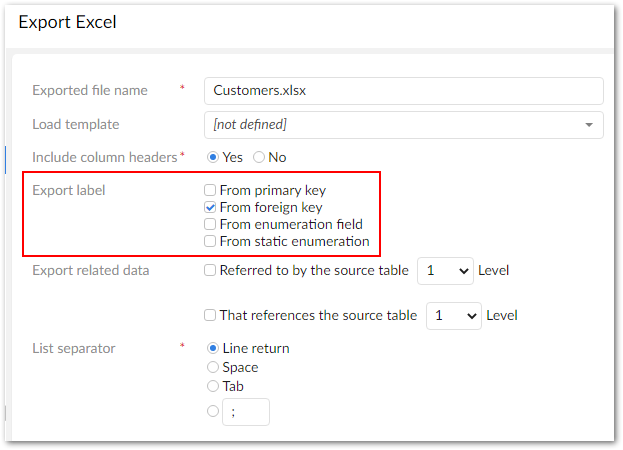 Export Excel
Exported file name * Customers.xlsx
Load template [not defined]
Include column headers * Yes No
Export label From primary key
From foreign key
From enumeration field
From static enumeration
Export related data Referred to by the source table 1 Level
That references the source table 1 Level
List separator * Line return
Space
Tab
;